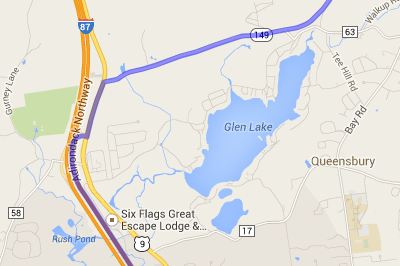 87
149
63
Walkup R
Gurney Lane
Adirondack Northway
Tee Hill Rd
Bay Rd
Glen Lake
Queensbury
58
Six Flags Great
Escape Lodge &...
Rush Pond
9
17